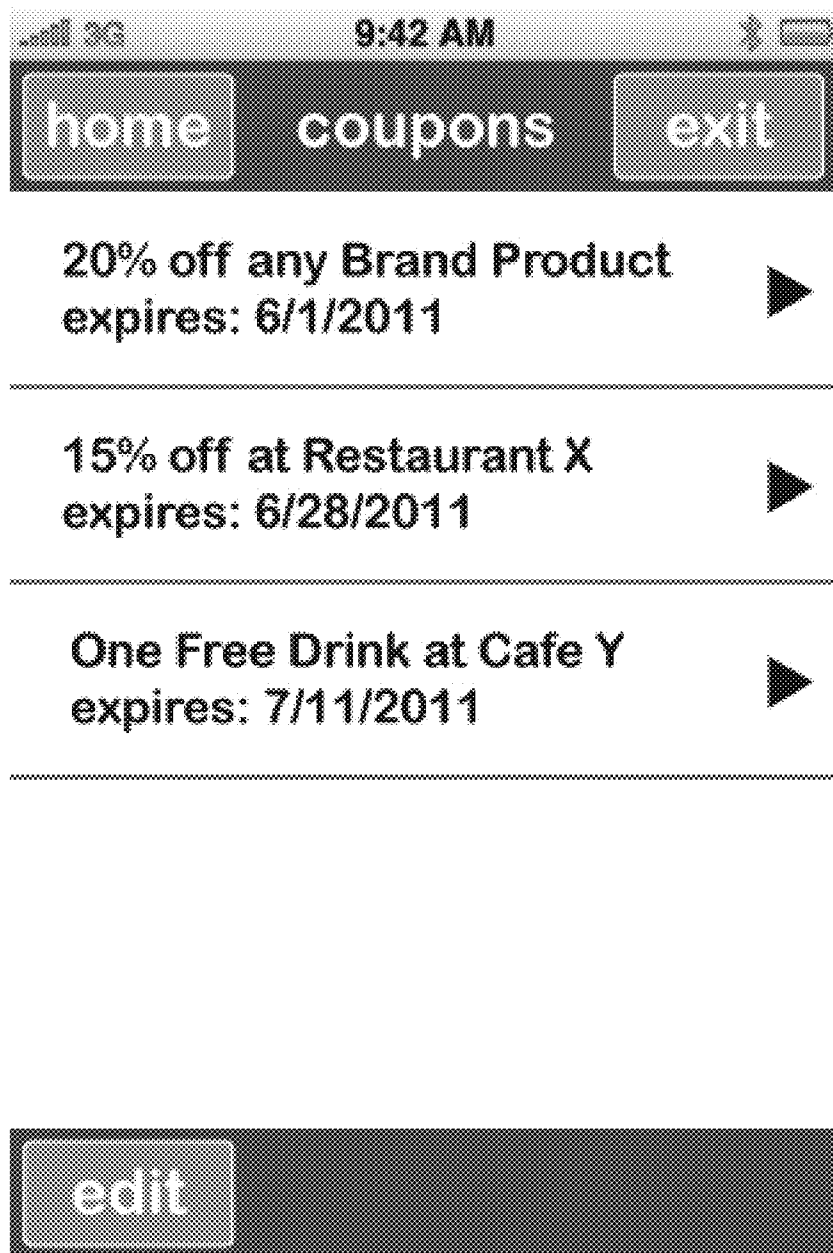 3G 9:42 AM
home coupons exit
20% off any Brand Product
expires: 6/1/2011
15% off at Restaurant X
expires: 6/28/2011
One Free Drink at Cafe Y
expires: 7/11/2011
edit